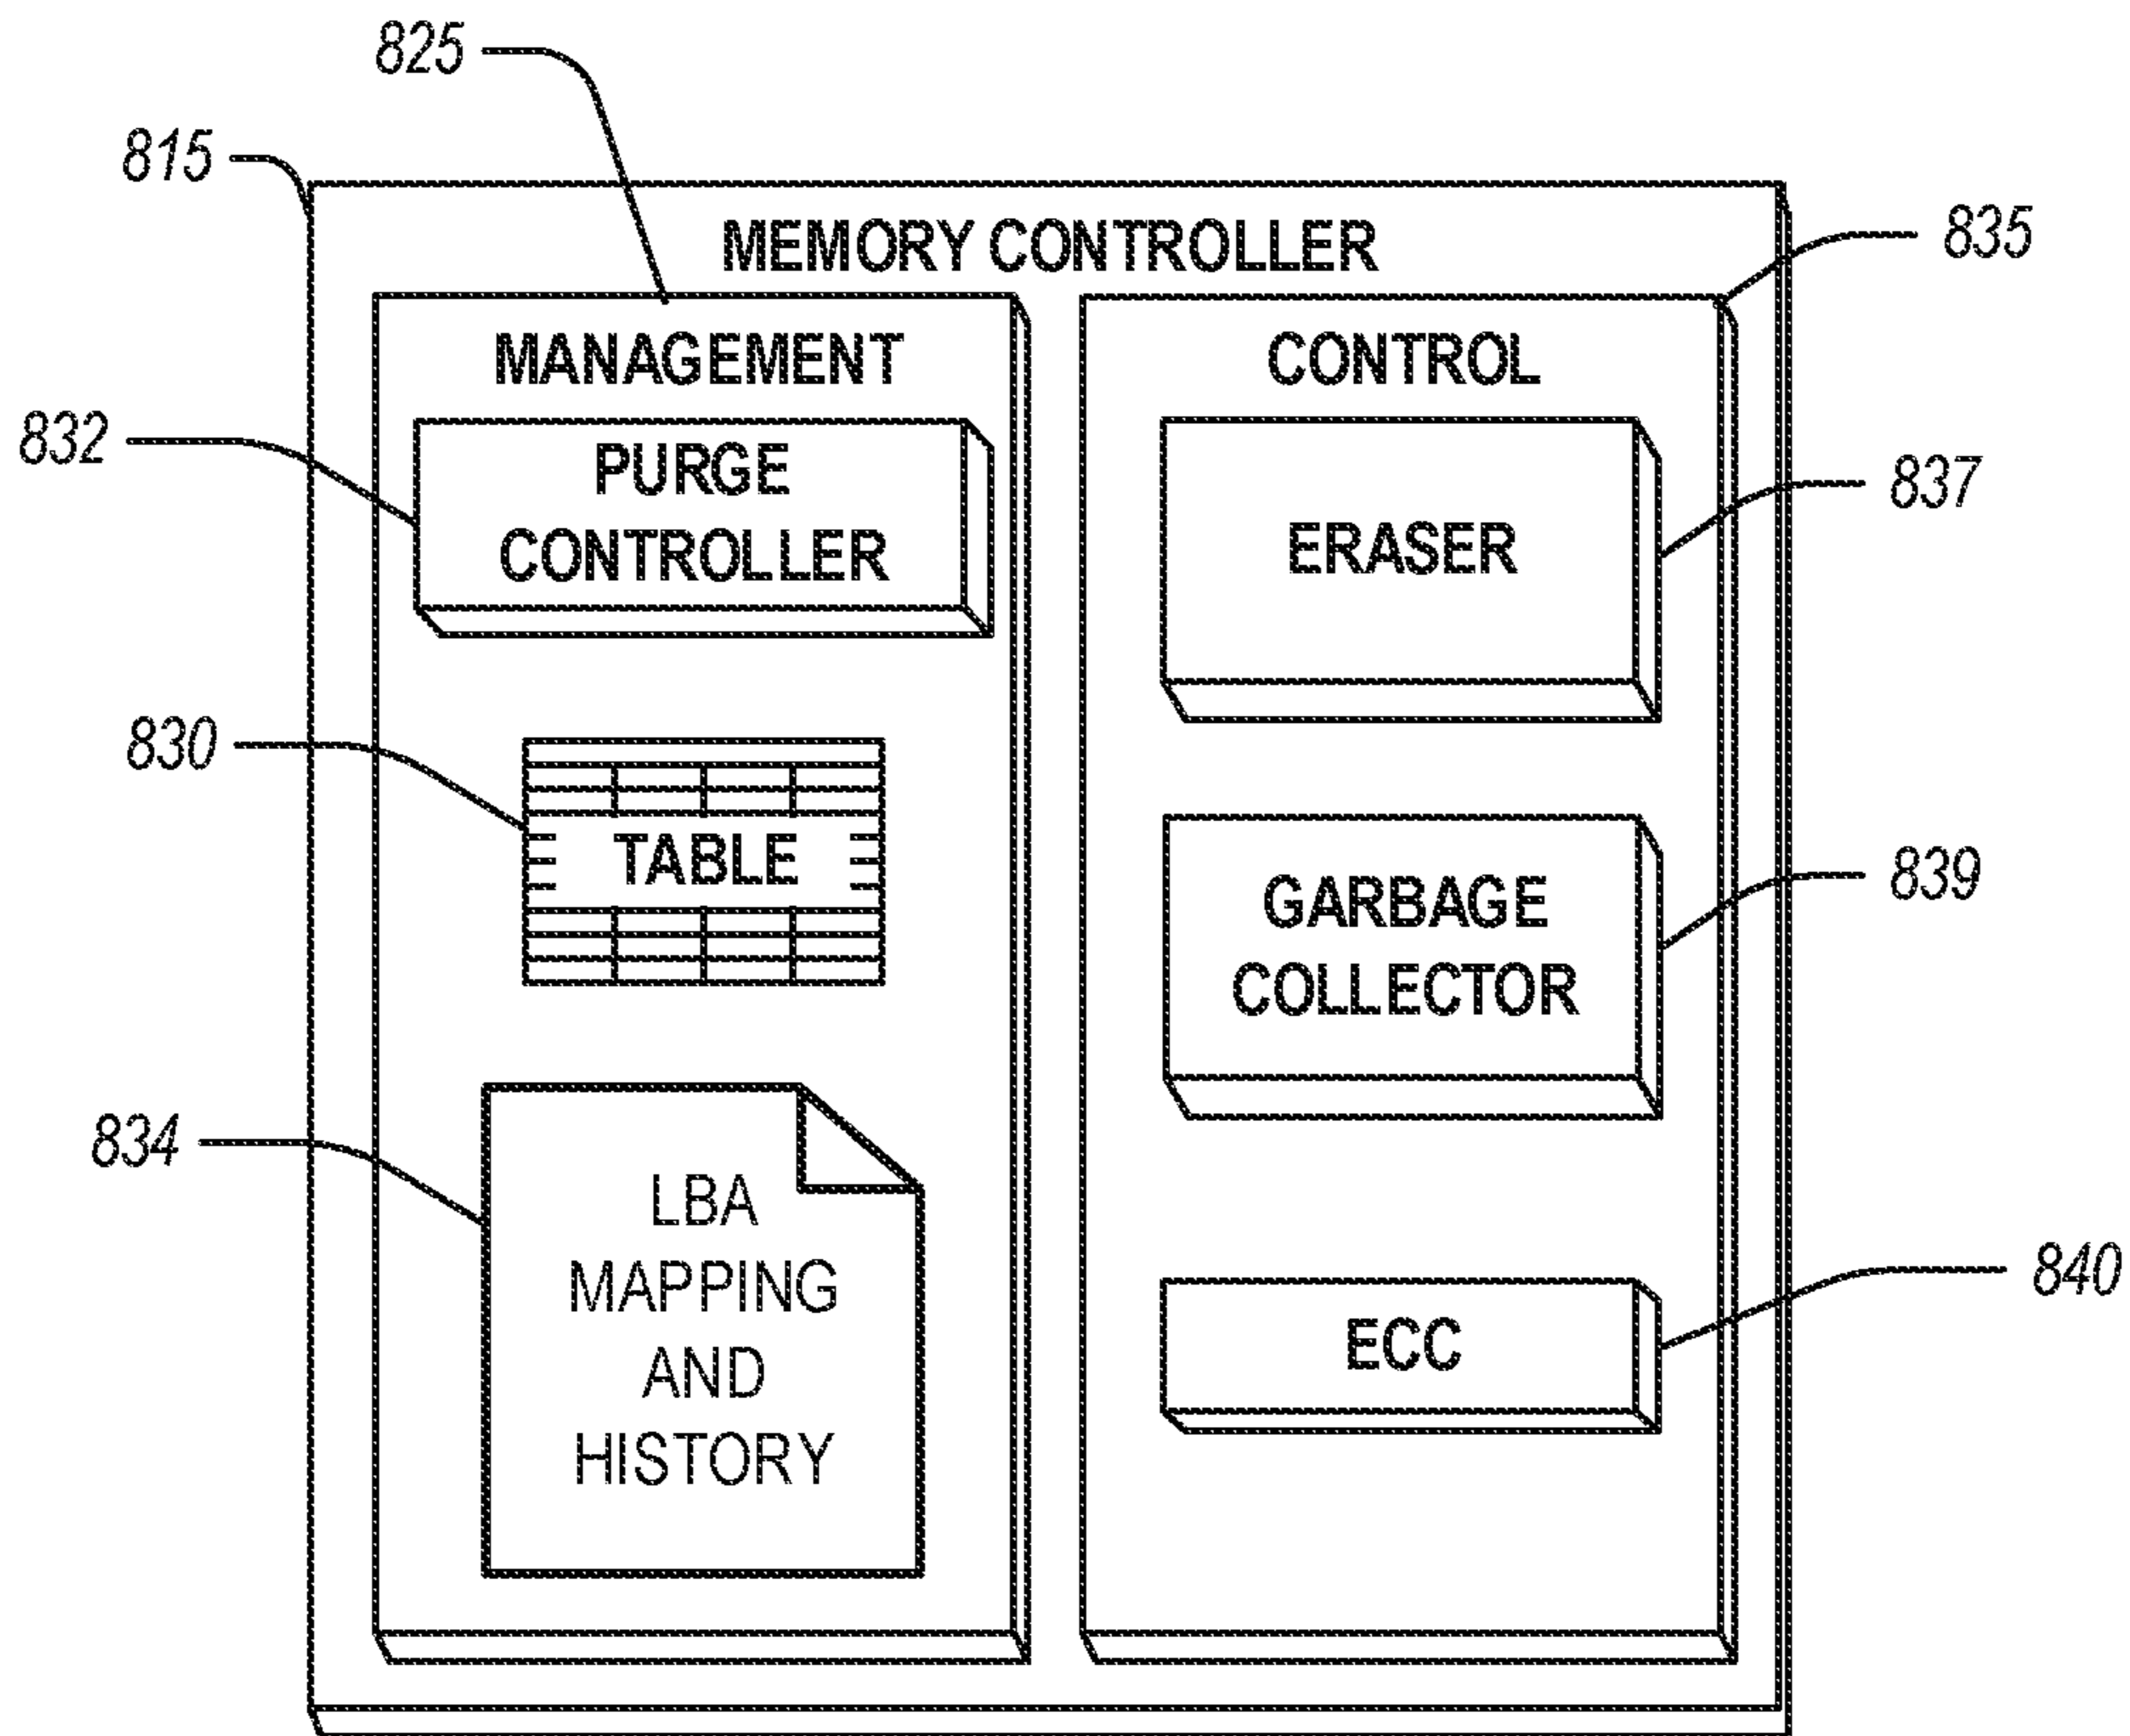 825
815
MEMORY CONTROLLER
835
MANAGEMENT
CONTROL
832
PURGE
CONTROLLER
ERASER
837
830
TABLE
GARBAGE
COLLECTOR
839
834
LBA
MAPPING
AND
HISTORY
ECC
840